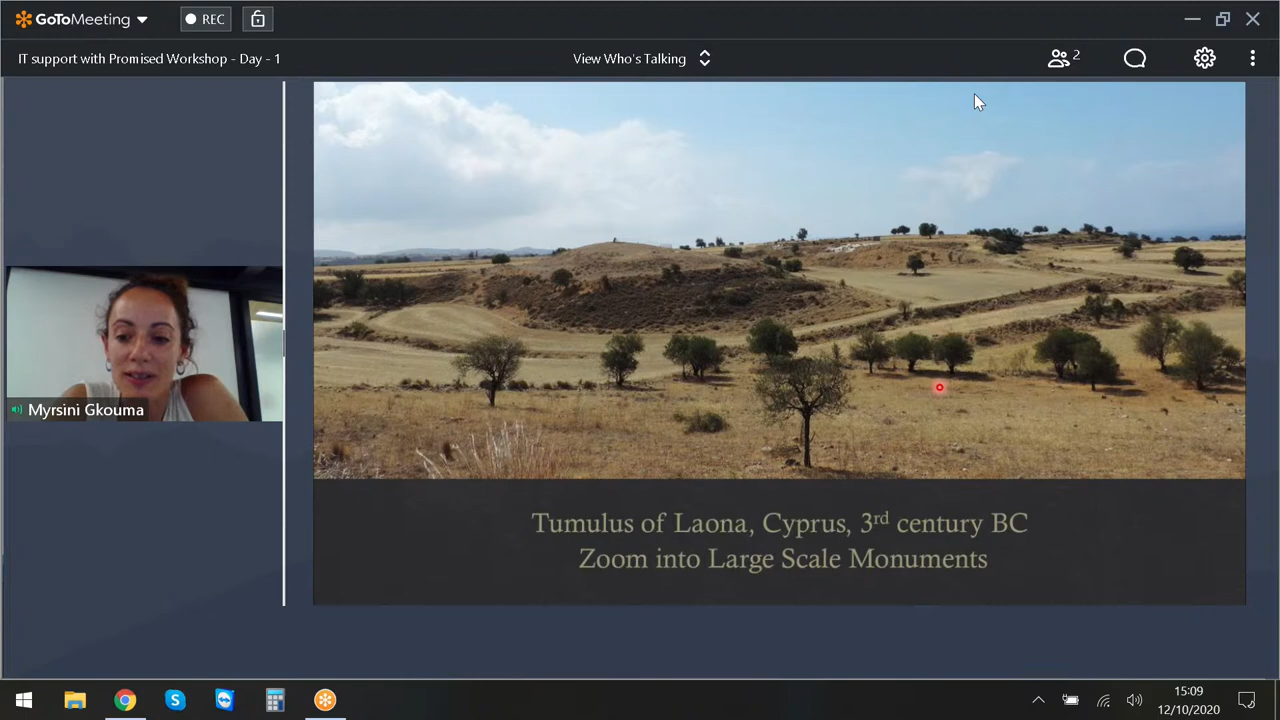 GoToMeeting
REC
IT support with Promised Workshop - Day - 1
View Who's Talking
2
Myrsini Gkouma
Tumulus of Laona, Cyprus, 3rd century BC
Zoom into Large Scale Monuments
15:09
12/10/2020